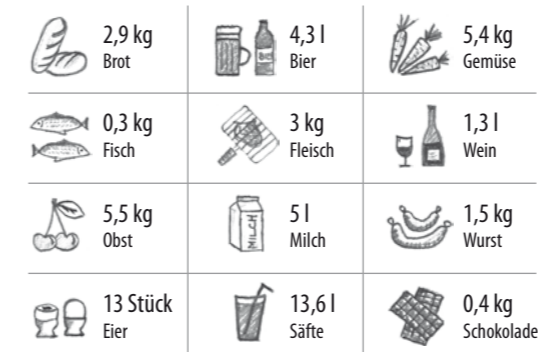 2,9 kg
Brot
4,3 l
Bier
5,4 kg
Gemüse
0,3 kg
Fisch
3 kg
Fleisch
1,3 l
Wein
5,5 kg
Obst
MILCH
5 l
Milch
1,5 kg
Wurst
13 Stück
Eier
13,6 l
Säfte
0,4 kg
Schokolade